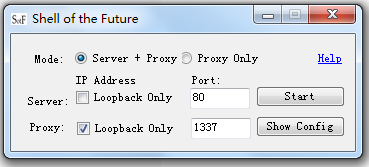 Shell of the Future
Mode: Server + Proxy Proxy Only Help
IP Address Port:
Server: Loopback Only 80 Start
Proxy: Loopback Only 1337 Show Config